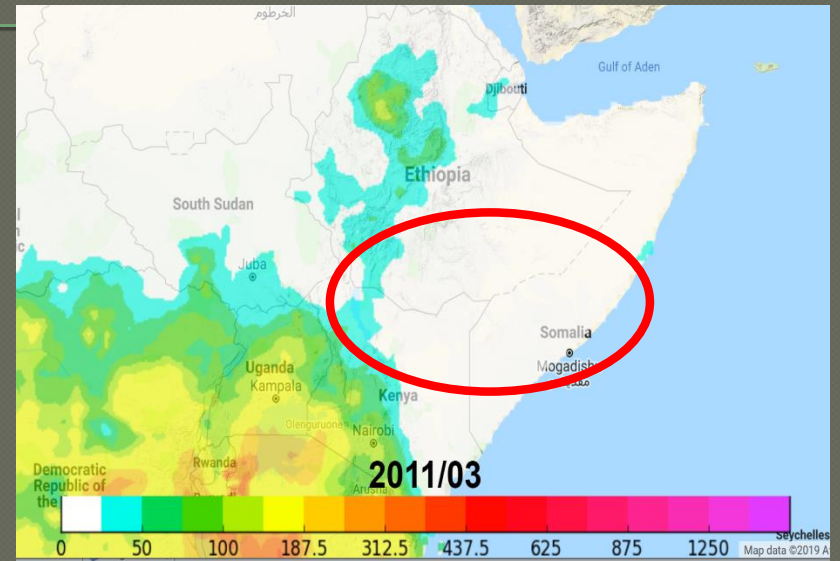 الخرطوم
Gulf of Aden
Djibouti
Ethiopia
South Sudan
Juba
Somalia
Mogadishu
Uganda
Kampala
Kenya
Olenguruone
Nairobi
Rwanda
Democratic
Republic of
the
Arusha
2011/03
0 50 100 187.5 312.5 437.5 625 875 1250
Seychelles
Map data ©2019 A